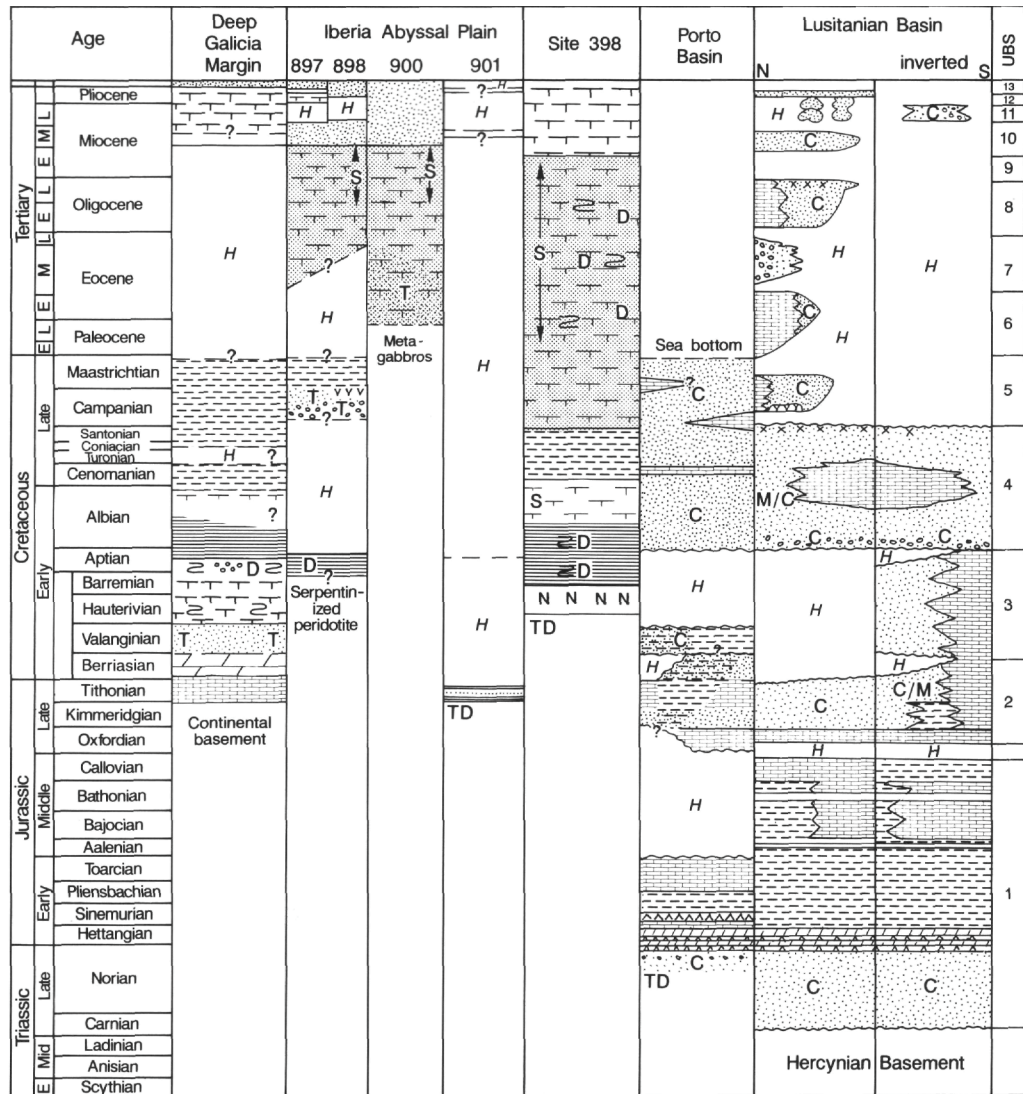 Age
Deep
Galicia
Margin
Iberia Abyssal Plain
897 898 900 901
Site 398
Porto
Basin
Lusitanian Basin
N inverted S
UBS
Tertiary
Cretaceous
Jurassic
Triassic
L
M
E
L
E
L
M
E
L
E
Late
Early
Late
Middle
Early
Late
Mid
E
Pliocene
Miocene
Oligocene
Eocene
Paleocene
Maastrichtian
Campanian
Santonian
Coniacian
Turonian
Cenomanian
Albian
Aptian
Barremian
Hauterivian
Valanginian
Berriasian
Tithonian
Kimmeridgian
Oxfordian
Callovian
Bathonian
Bajocian
Aalenian
Toarcian
Pliensbachian
Sinemurian
Hettangian
Norian
Carnian
Ladinian
Anisian
Scythian
?
H
?
H ?
?
D
T T
Continental
basement
H H
S
?
H
?
T V V V
T
?
H
D
?
Serpentin-
ized
peridotite
S
T
Meta-
gabbros
? H
H
?
H
H
TD
S
D
D
D
S
D
D
N N N N
TD
Sea bottom
?
C
C
H
C
?
H
?
H
C
TD
H
C
C
C
H
H
C
H
C
x x x x
C
H
C
x x x x
M/C
C C
H
H
H
C/M
C
H H
C C
Hercynian Basement
13
12
11
10
9
8
7
6
5
4
3
2
1